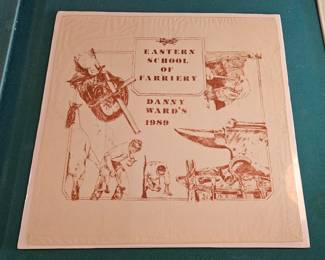 EASTERN
SCHOOL
OF
FARRIERY
DANNY
WARD'S
1989